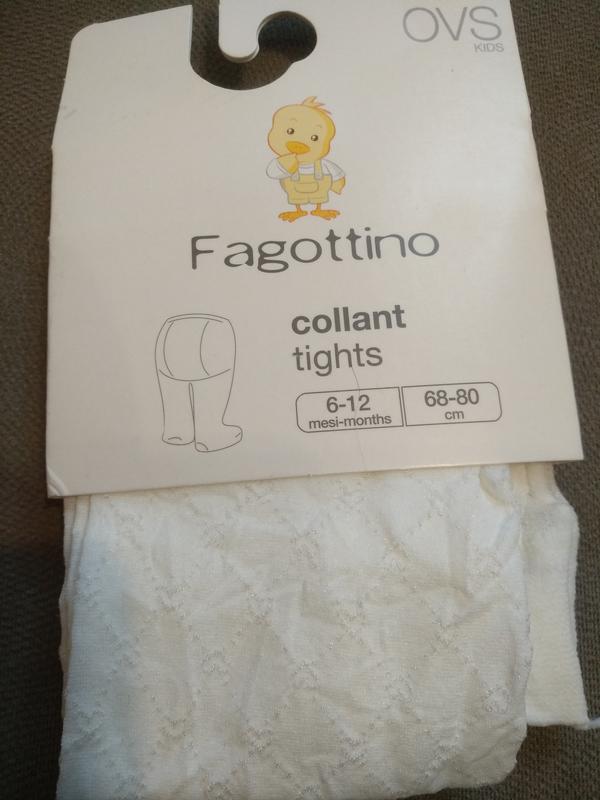 OVS
KIDS
Fagottino
collant
tights
6-12
mesi-months
68-80
cm